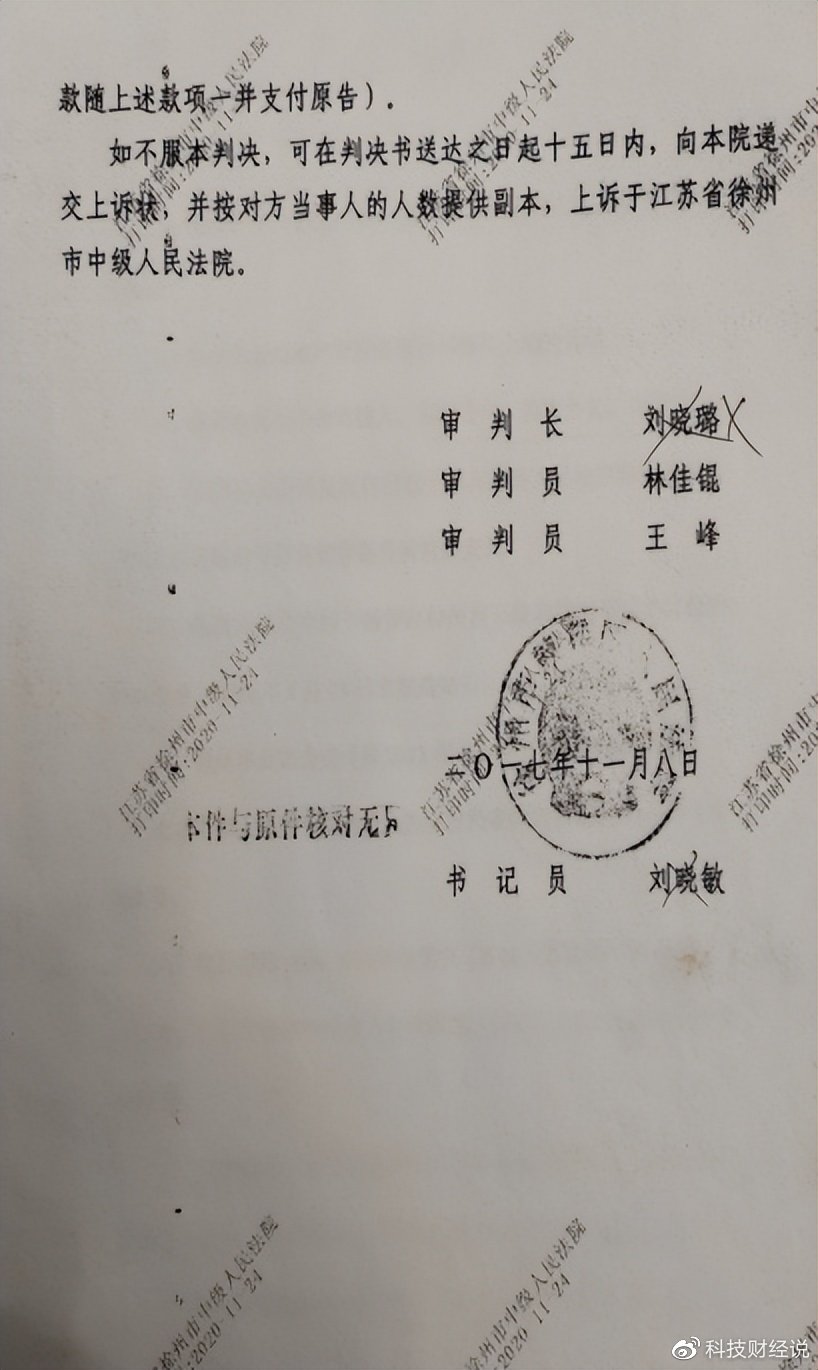 款随上述款项一并支付原告）。
如不服本判决，可在判决书送达之日起十五日内，向本院递
交上诉状，并按对方当事人的人数提供副本，上诉于江苏省徐州
市中级人民法院。
审 判 长 刘晓璐
审 判 员 林佳锟
审 判 员 王 峰
二〇一七年十一月八日
本件与原件核对无异
书 记 员 刘晓敏
江苏省徐州市中级人民法院
打印时间:2020-11-24
科技财经说